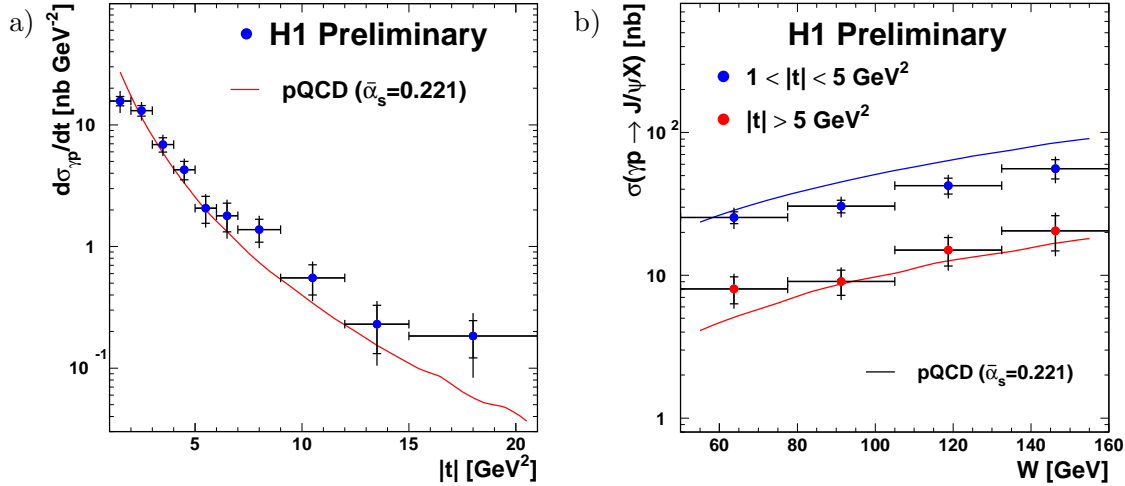 a)
H1 Preliminary
pQCD (ᾱs=0.221)
dσγp/dt [nb GeV⁻²]
10
1
10⁻¹
5 10 15 20
|t| [GeV²]
b)
H1 Preliminary
1 < |t| < 5 GeV²
|t| > 5 GeV²
σ(γp → J/ψX) [nb]
10²
10
1
pQCD (ᾱs=0.221)
60 80 100 120 140 160
W [GeV]